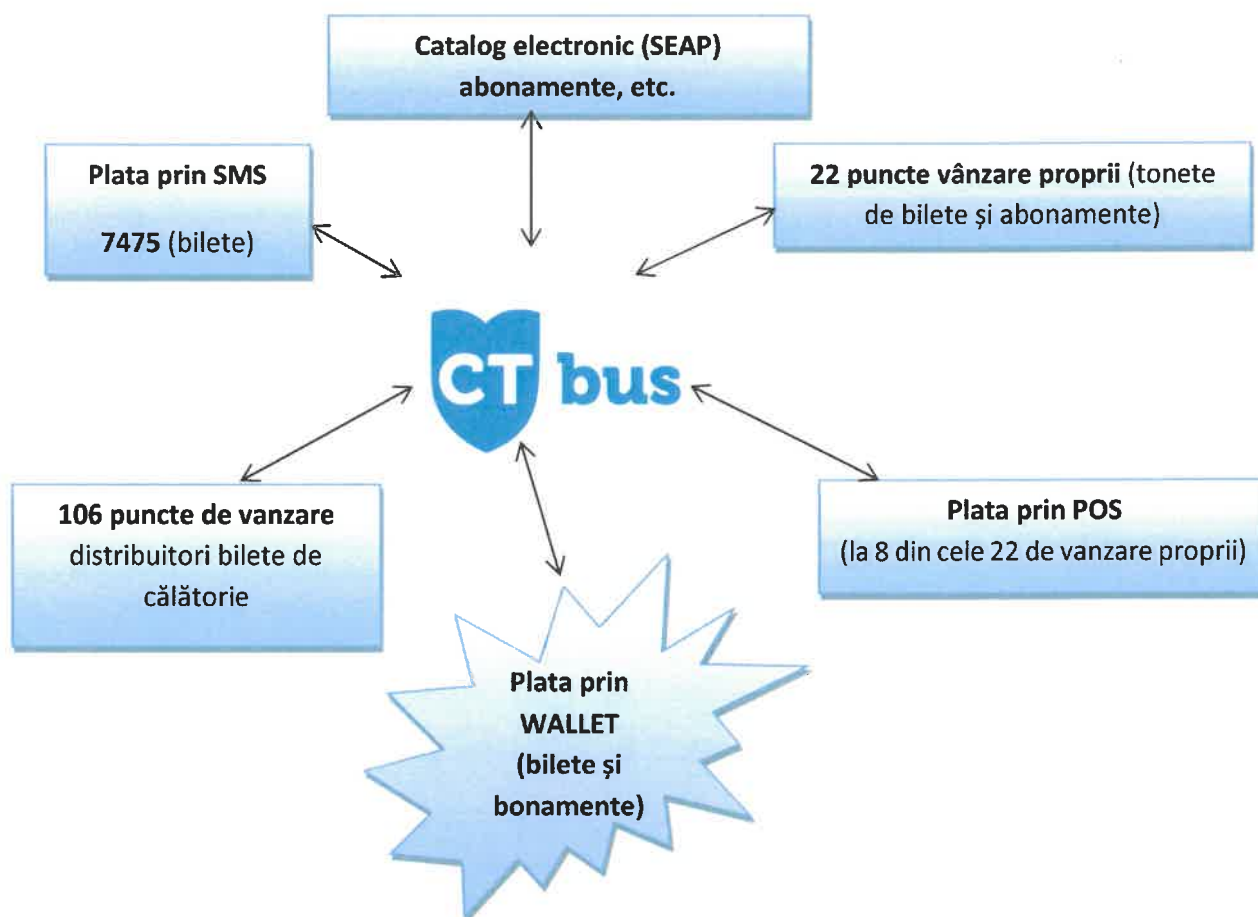 Catalog electronic (SEAP)
abonamente, etc.
Plata prin SMS
7475 (bilete)
22 puncte vânzare proprii (tonete
de bilete și abonamente)
CT bus
106 puncte de vanzare
distribuitori bilete de
călătorie
Plata prin POS
(la 8 din cele 22 de vanzare proprii)
Plata prin
WALLET
(bilete și
bonamente)